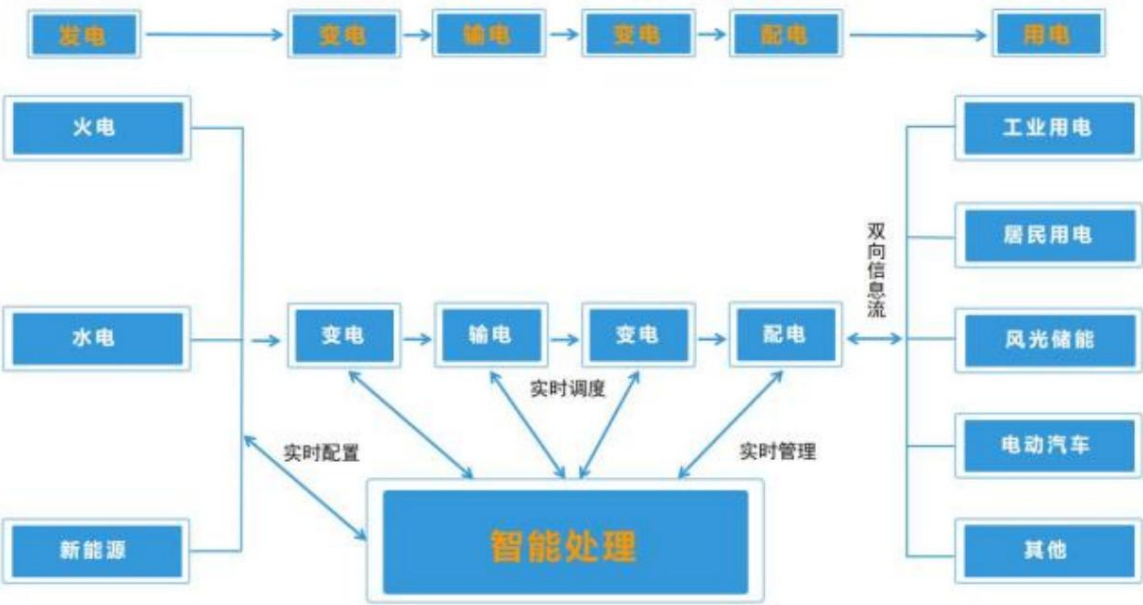 发电
变电
输电
变电
配电
用电
火电
工业用电
双向信息流
居民用电
水电
变电
输电
变电
配电
风光储能
实时调度
实时配置
实时管理
电动汽车
智能处理
新能源
其他